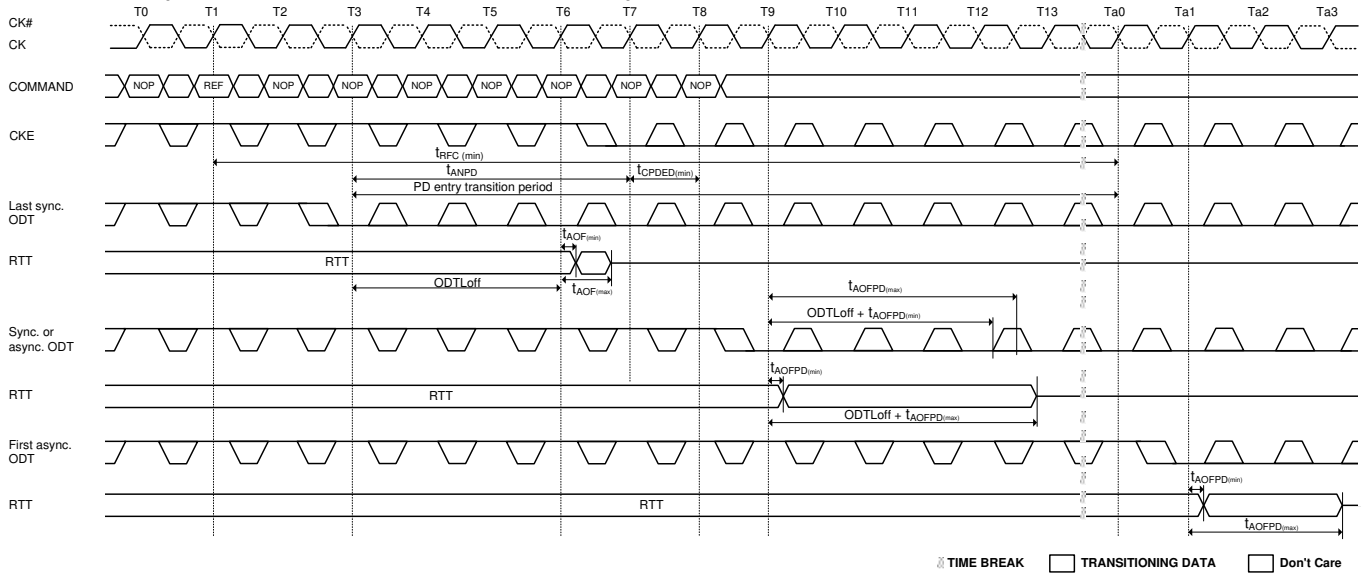 T0 T1 T2 T3 T4 T5 T6 T7 T8 T9 T10 T11 T12 T13 Ta0 Ta1 Ta2 Ta3
CK#
CK
COMMAND NOP REF NOP NOP NOP NOP NOP NOP NOP
CKE
tRFC (min)
tANPD tCPDED(min)
PD entry transition period
Last sync.
ODT
tAOF(min)
RTT RTT
ODTLoff tAOF(max)
tAOFPD(max)
ODTLoff + tAOFPD(min)
Sync. or
async. ODT
tAOFPD(min)
RTT RTT
ODTLoff + tAOFPD(max)
First async.
ODT
tAOFPD(min)
RTT RTT
tAOFPD(max)
TIME BREAK TRANSITIONING DATA Don't Care